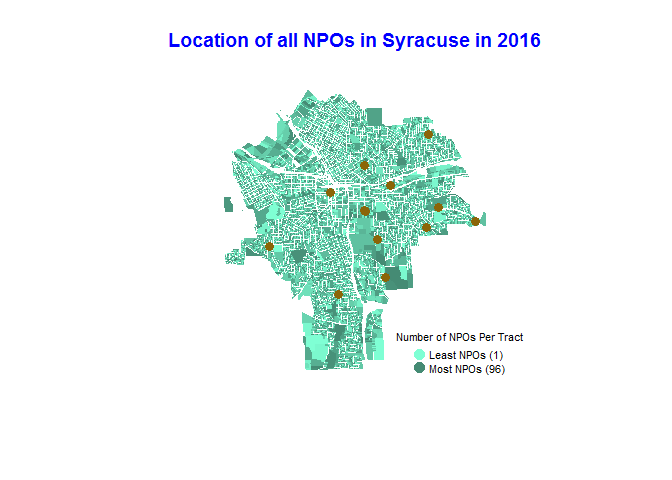 Location of all NPOs in Syracuse in 2016
Number of NPOs Per Tract
Least NPOs (1)
Most NPOs (96)